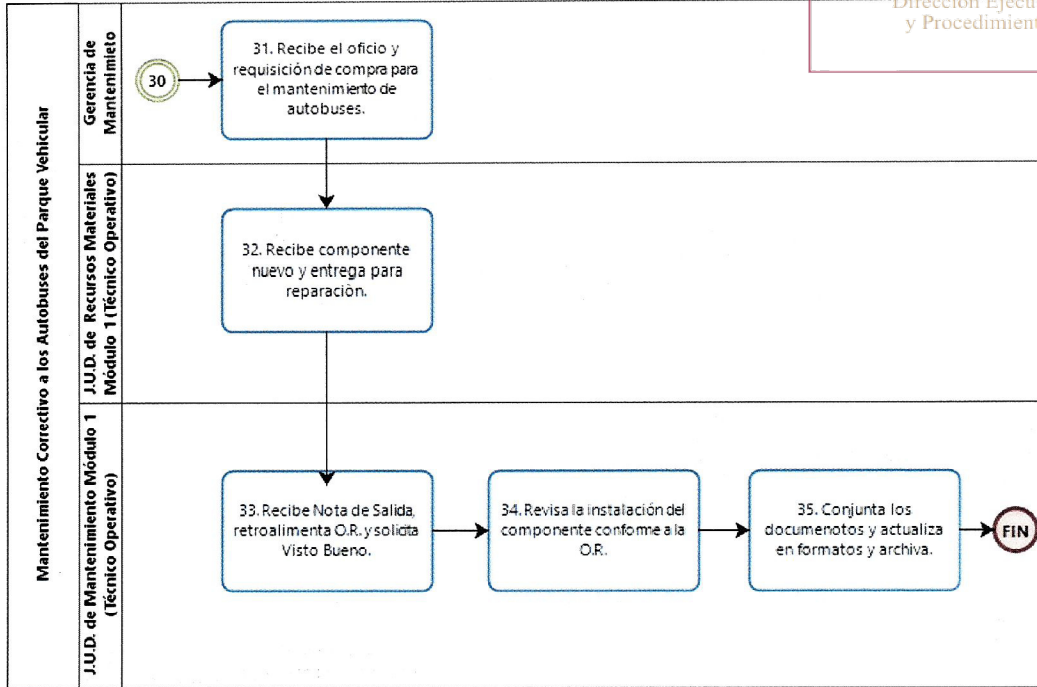 Dirección Ejecu
y Procedimient
Mantenimiento Correctivo a los Autobuses del Parque Vehicular
Gerencia de
Mantenimieto
30
31. Recibe el oficio y
requisición de compra para
el mantenimiento de
autobuses.
J.U.D. de Recursos Materiales
Módulo 1 (Técnico Operativo)
32. Recibe componente
nuevo y entrega para
reparación.
J.U.D. de Mantenimiento Módulo 1
(Técnico Operativo)
33. Recibe Nota de Salida,
retroalimenta O.R. y solicita
Visto Bueno.
34. Revisa la instalación del
componente conforme a la
O.R.
35. Conjunta los
documenotos y actualiza
en formatos y archiva.
FIN